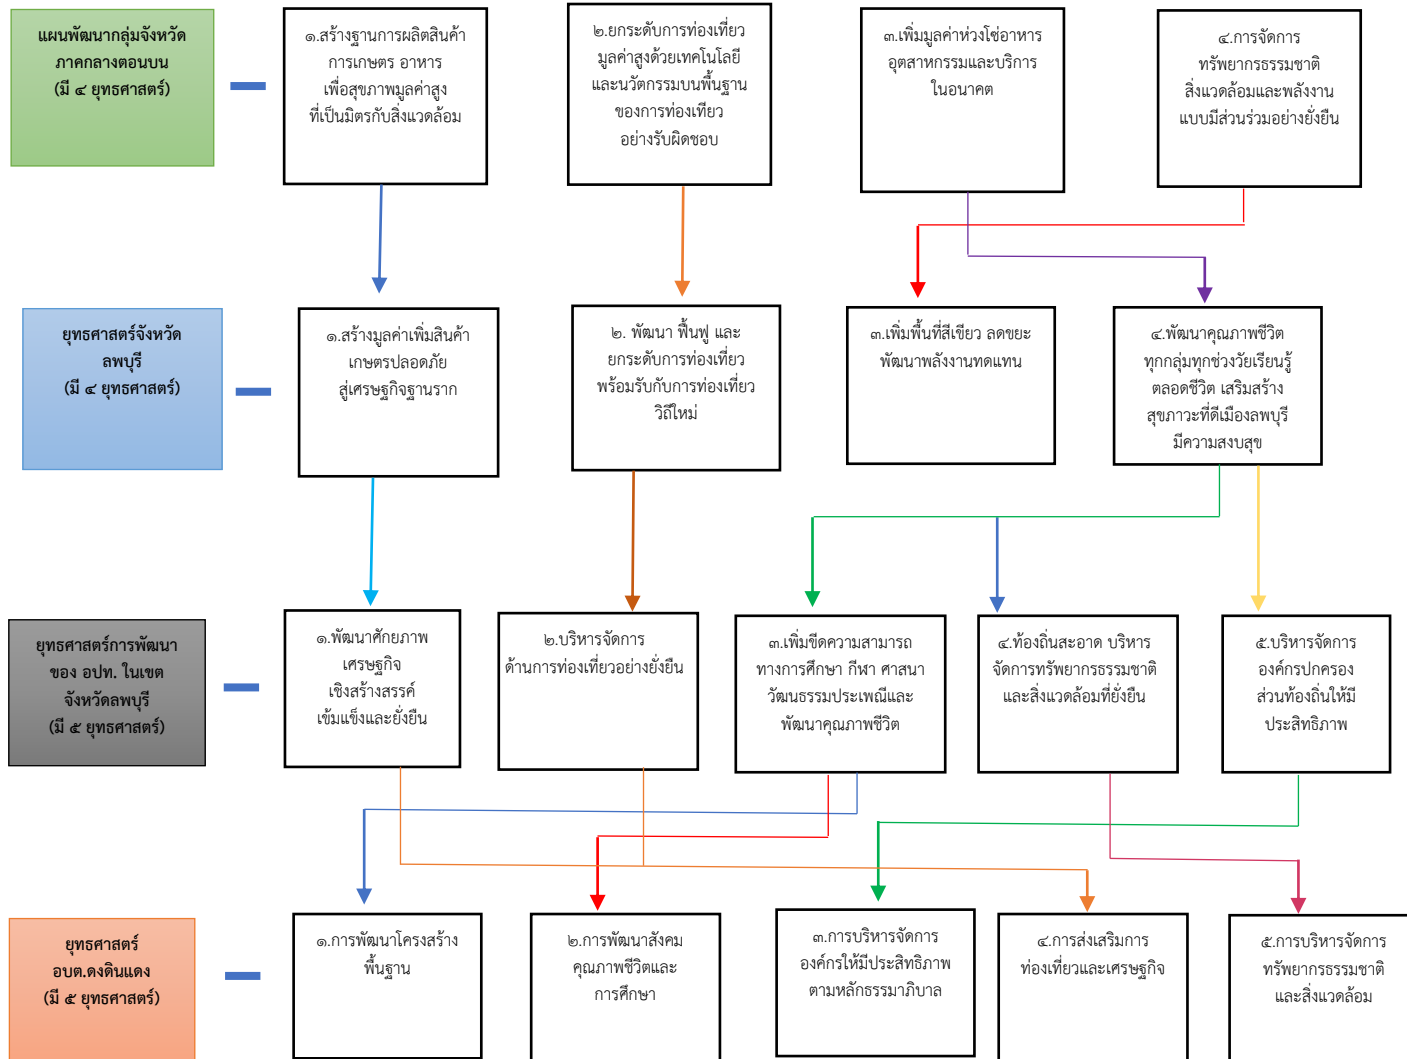 แผนพัฒนากลุ่มจังหวัด
ภาคกลางตอนบน
(มี ๔ ยุทธศาสตร์)
๑.สร้างฐานการผลิตสินค้า
การเกษตร อาหาร
เพื่อสุขภาพมูลค่าสูง
ที่เป็นมิตรกับสิ่งแวดล้อม
๒.ยกระดับการท่องเที่ยว
มูลค่าสูงด้วยเทคโนโลยี
และนวัตกรรมบนพื้นฐาน
ของการท่องเทียว
อย่างรับผิดชอบ
๓.เพิ่มมูลค่าห่วงโซ่อาหาร
อุตสาหกรรมและบริการ
ในอนาคต
๔.การจัดการ
ทรัพยากรธรรมชาติ
สิ่งแวดล้อมและพลังงาน
แบบมีส่วนร่วมอย่างยั่งยืน
ยุทธศาสตร์จังหวัด
ลพบุรี
(มี ๔ ยุทธศาสตร์)
๑.สร้างมูลค่าเพิ่มสินค้า
เกษตรปลอดภัย
สู่เศรษฐกิจฐานราก
๒. พัฒนา ฟื้นฟู และ
ยกระดับการท่องเที่ยว
พร้อมรับกับการท่องเที่ยว
วิถีใหม่
๓.เพิ่มพื้นที่สีเขียว ลดขยะ
พัฒนาพลังงานทดแทน
๔.พัฒนาคุณภาพชีวิต
ทุกกลุ่มทุกช่วงวัยเรียนรู้
ตลอดชีวิต เสริมสร้าง
สุขภาวะที่ดีเมืองลพบุรี
มีความสงบสุข
ยุทธศาสตร์การพัฒนา
ของ อปท. ในเขต
จังหวัดลพบุรี
(มี ๕ ยุทธศาสตร์)
๑.พัฒนาศักยภาพ
เศรษฐกิจ
เชิงสร้างสรรค์
เข้มแข็งและยั่งยืน
๒.บริหารจัดการ
ด้านการท่องเที่ยวอย่างยั่งยืน
๓.เพิ่มขีดความสามารถ
ทางการศึกษา กีฬา ศาสนา
วัฒนธรรมประเพณีและ
พัฒนาคุณภาพชีวิต
๔.ท้องถิ่นสะอาด บริหาร
จัดการทรัพยากรธรรมชาติ
และสิ่งแวดล้อมที่ยั่งยืน
๕.บริหารจัดการ
องค์กรปกครอง
ส่วนท้องถิ่นให้มี
ประสิทธิภาพ
ยุทธศาสตร์
อบต.ดงดินแดง
(มี ๕ ยุทธศาสตร์)
๑.การพัฒนาโครงสร้าง
พื้นฐาน
๒.การพัฒนาสังคม
คุณภาพชีวิตและ
การศึกษา
๓.การบริหารจัดการ
องค์กรให้มีประสิทธิภาพ
ตามหลักธรรมาภิบาล
๔.การส่งเสริมการ
ท่องเที่ยวและเศรษฐกิจ
๕.การบริหารจัดการ
ทรัพยากรธรรมชาติ
และสิ่งแวดล้อม